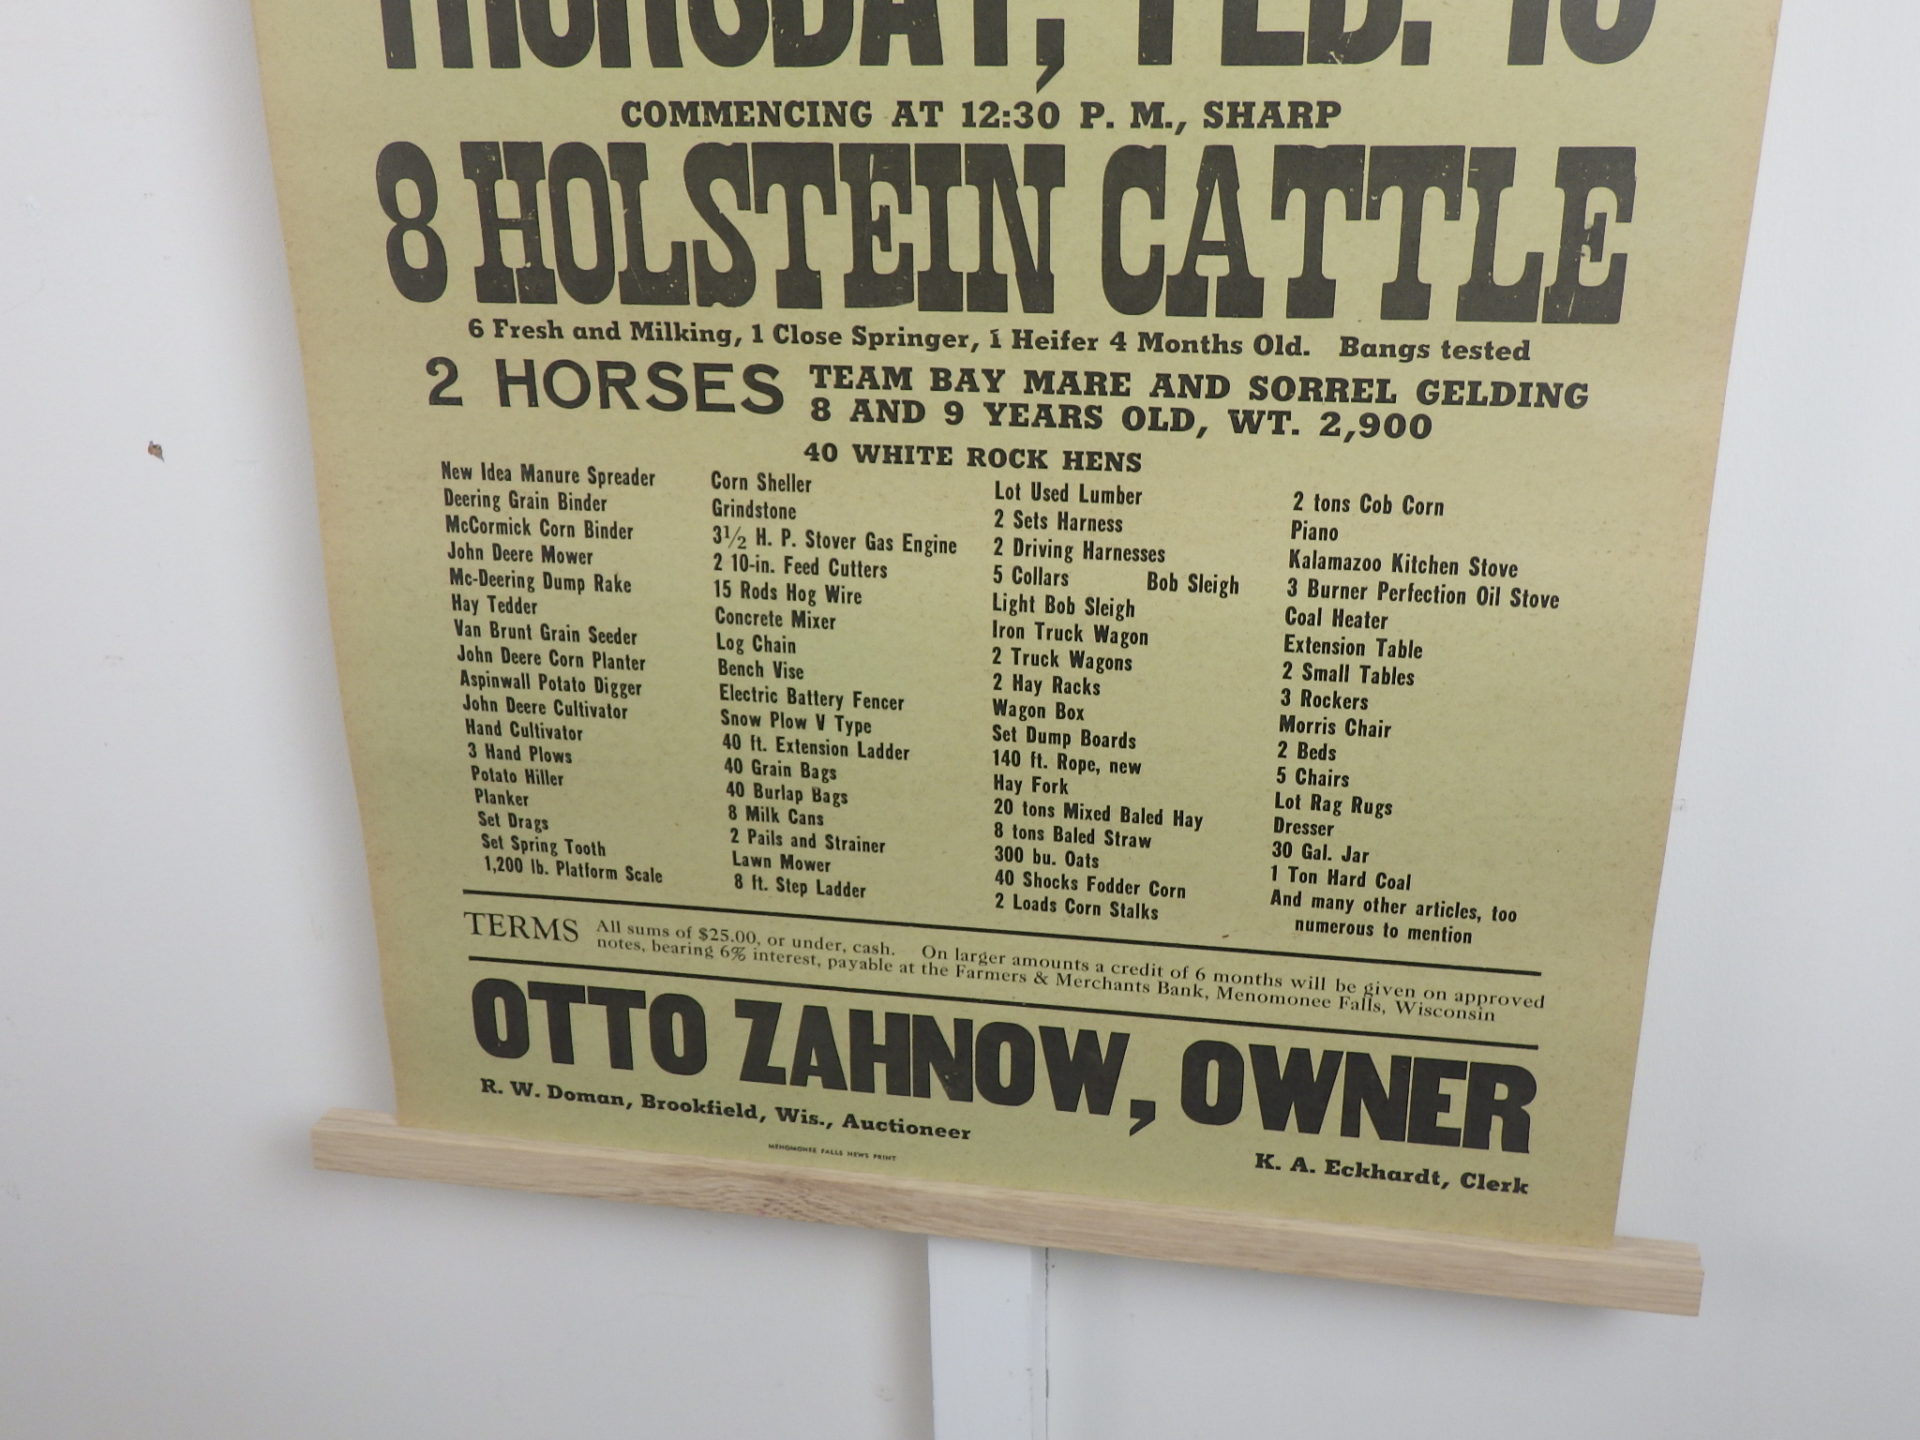 THURSDAY, FEB.
COMMENCING AT 12:30 P. M., SHARP
8 HOLSTEIN CATTLE
6 Fresh and Milking, 1 Close Springer, 1 Heifer 4 Months Old. Bangs tested
2 HORSES
TEAM BAY MARE AND SORREL GELDING
8 AND 9 YEARS OLD, WT. 2,900
40 WHITE ROCK HENS
New Idea Manure Spreader
Deering Grain Binder
McCormick Corn Binder
John Deere Mower
Mc-Deering Dump Rake
Hay Tedder
Van Brunt Grain Seeder
John Deere Corn Planter
Aspinwall Potato Digger
John Deere Cultivator
Hand Cultivator
3 Hand Plows
Potato Hiller
Planker
Set Drags
Set Spring Tooth
1,200 lb. Platform Scale
Corn Sheller
Grindstone
3½ H. P. Stover Gas Engine
2 10-in. Feed Cutters
15 Rods Hog Wire
Concrete Mixer
Log Chain
Bench Vise
Electric Battery Fencer
Snow Plow V Type
40 ft. Extension Ladder
40 Grain Bags
40 Burlap Bags
8 Milk Cans
2 Pails and Strainer
Lawn Mower
8 ft. Step Ladder
Lot Used Lumber
2 Sets Harness
2 Driving Harnesses
5 Collars Bob Sleigh
Light Bob Sleigh
Iron Truck Wagon
2 Truck Wagons
2 Hay Racks
Wagon Box
Set Dump Boards
140 ft. Rope, new
Hay Fork
20 tons Mixed Baled Hay
8 tons Baled Straw
300 bu. Oats
40 Shocks Fodder Corn
2 Loads Corn Stalks
2 tons Cob Corn
Piano
Kalamazoo Kitchen Stove
3 Burner Perfection Oil Stove
Coal Heater
Extension Table
2 Small Tables
3 Rockers
Morris Chair
2 Beds
5 Chairs
Lot Rag Rugs
Dresser
30 Gal. Jar
1 Ton Hard Coal
And many other articles, too
numerous to mention
TERMS
All sums of $25.00, or under, cash. On larger amounts a credit of 6 months will be given on approved
notes, bearing 6% interest, payable at the Farmers & Merchants Bank, Menomonee Falls, Wisconsin
OTTO ZAHNOW, OWNER
R. W. Doman, Brookfield, Wis., Auctioneer
K. A. Eckhardt, Clerk
MENOMONEE FALLS NEWS PRINT